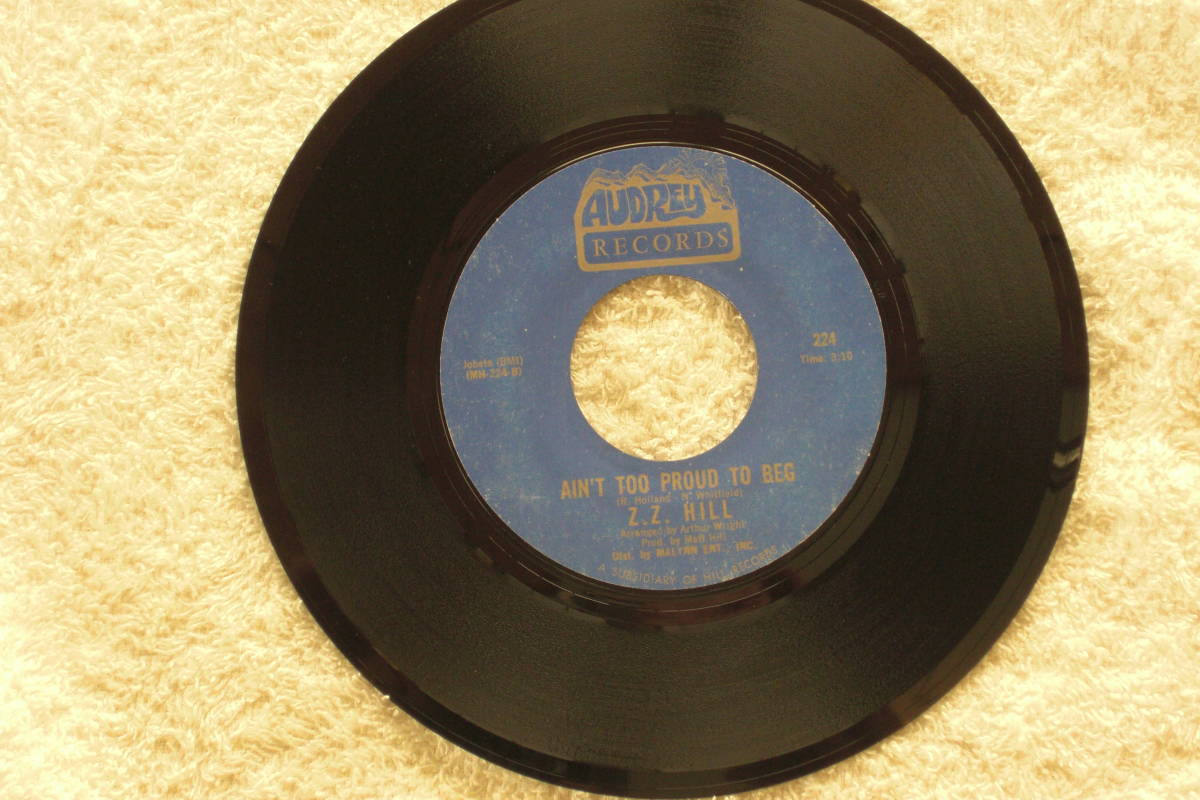 AUDREY
RECORDS
Jobete (BMI)
(MH-224-B)
224
Time: 3:10
AIN'T TOO PROUD TO BEG
(H. Holland - N. Whitfield)
Z.Z. HILL
Arranged by Arthur Wright
Prod. by Matt Hill
Dist. by MALYNN ENT., INC.
A SUBSIDIARY OF HILL RECORDS